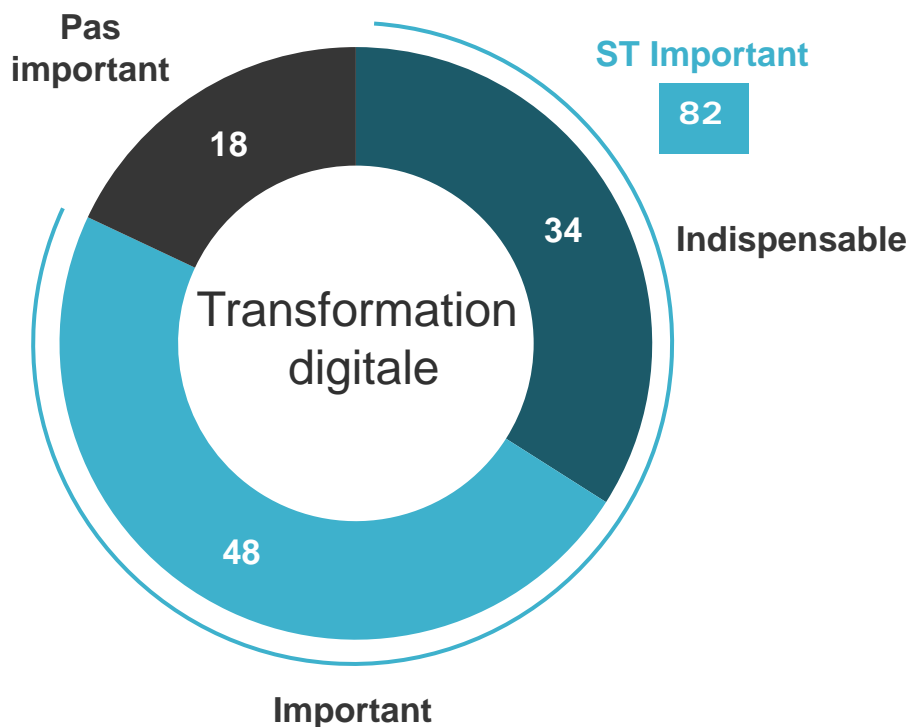 Pas
important
ST Important
82
18
34
Indispensable
Transformation
digitale
48
Important